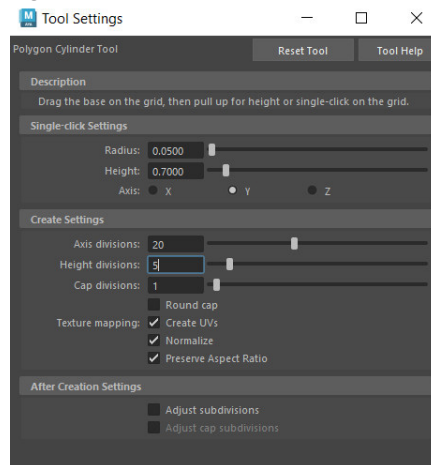 M Tool Settings
Polygon Cylinder Tool Reset Tool Tool Help
Description
Drag the base on the grid, then pull up for height or single-click on the grid.
Single-click Settings
Radius: 0.0500
Height: 0.7000
Axis: X Y Z
Create Settings
Axis divisions: 20
Height divisions: 5
Cap divisions: 1
Round cap
Texture mapping: Create UVs
Normalize
Preserve Aspect Ratio
After Creation Settings
Adjust subdivisions
Adjust cap subdivisions